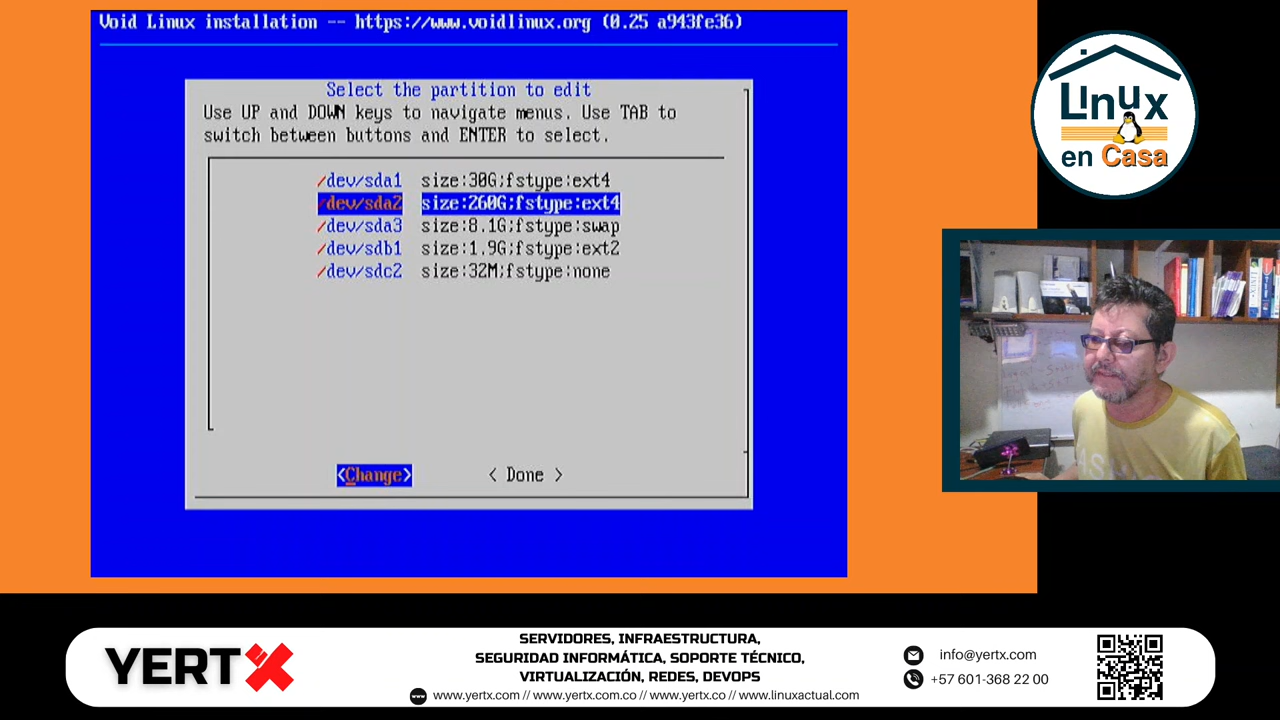 Void Linux installation -- https://www.voidlinux.org (0.25 a943fe36)
Select the partition to edit
Use UP and DOWN keys to navigate menus. Use TAB to
switch between buttons and ENTER to select.
/dev/sda1 size:30G;fstype:ext4
/dev/sda2 size:260G;fstype:ext4
/dev/sda3 size:8.1G;fstype:swap
/dev/sdb1 size:1.9G;fstype:ext2
/dev/sdc2 size:32M;fstype:none
<Change> < Done >
Linux
en Casa
YERTX
SERVIDORES, INFRAESTRUCTURA,
SEGURIDAD INFORMÁTICA, SOPORTE TÉCNICO,
VIRTUALIZACIÓN, REDES, DEVOPS
www.yertx.com // www.yertx.com.co // www.yertx.co // www.linuxactual.com
info@yertx.com
+57 601-368 22 00